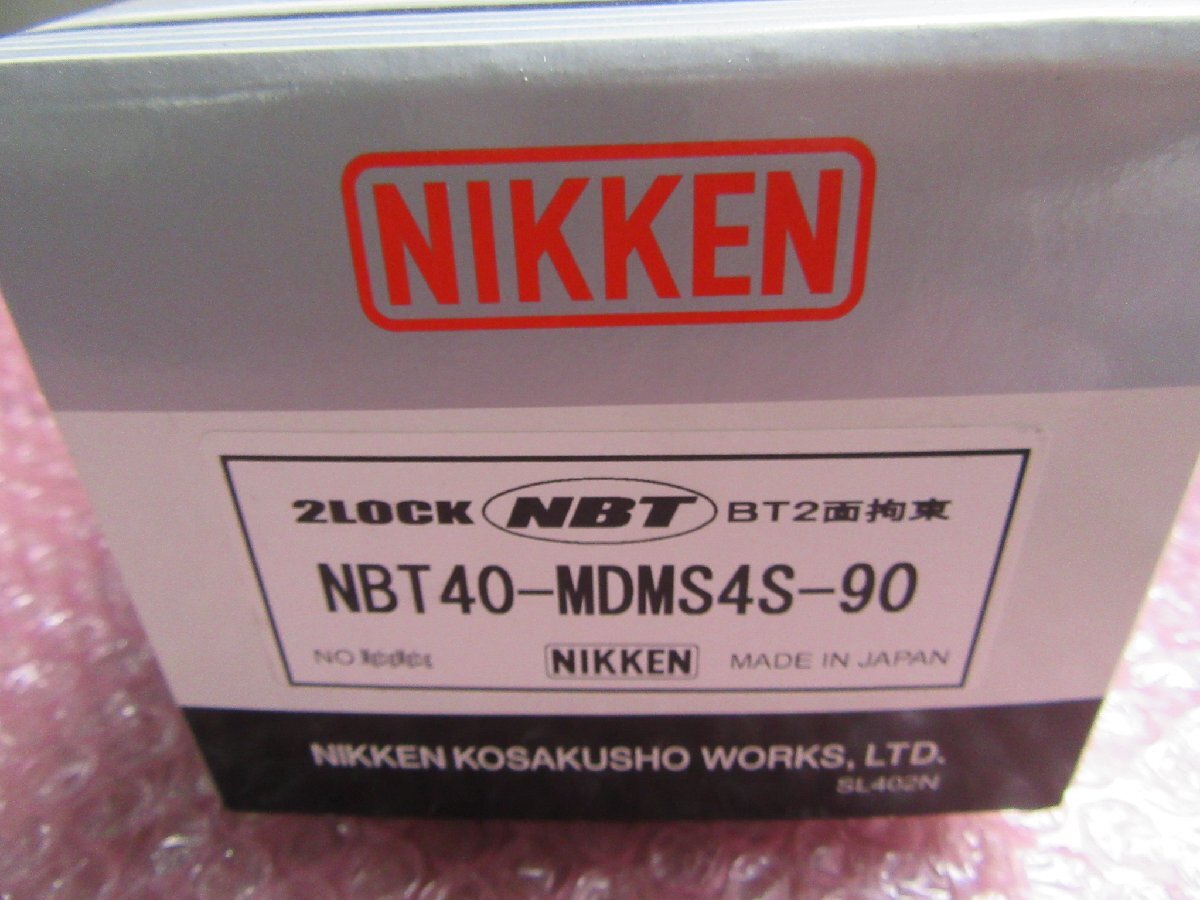 NIKKEN
2LOCK NBT BT2面拘束
NBT40-MDMS4S-90
NO. NIKKEN MADE IN JAPAN
NIKKEN KOSAKUSHO WORKS, LTD.
SL402N